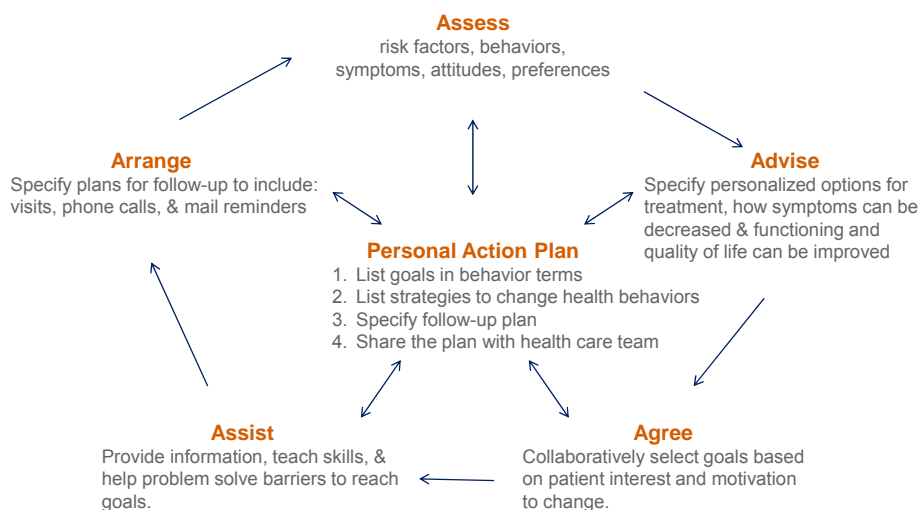 Assess
risk factors, behaviors,
symptoms, attitudes, preferences
Arrange
Specify plans for follow-up to include:
visits, phone calls, & mail reminders
Advise
Specify personalized options for
treatment, how symptoms can be
decreased & functioning and
quality of life can be improved
Personal Action Plan
1. List goals in behavior terms
2. List strategies to change health behaviors
3. Specify follow-up plan
4. Share the plan with health care team
Assist
Provide information, teach skills, &
help problem solve barriers to reach
goals.
Agree
Collaboratively select goals based
on patient interest and motivation
to change.